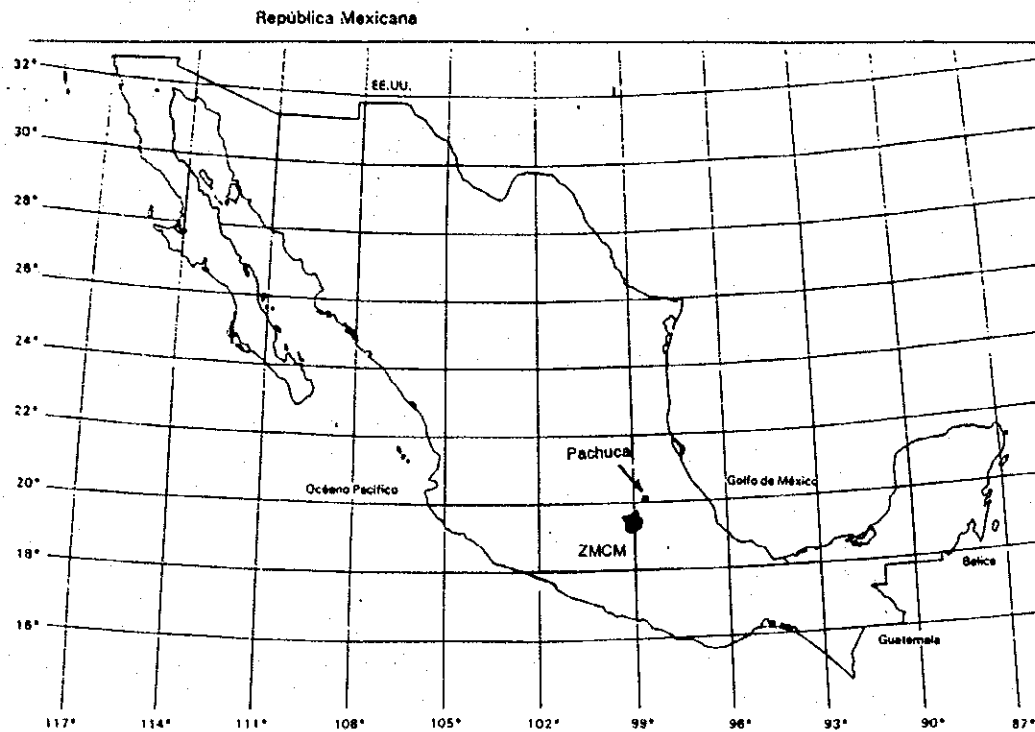 República Mexicana
32°
EE.UU.
30°
28°
26°
24°
22°
Pachuca
20°
Océano Pacífico
Golfo de México
ZMCM
18°
Belice
16°
Guatemala
117° 114° 111° 108° 105° 102° 99° 96° 93° 90° 87°